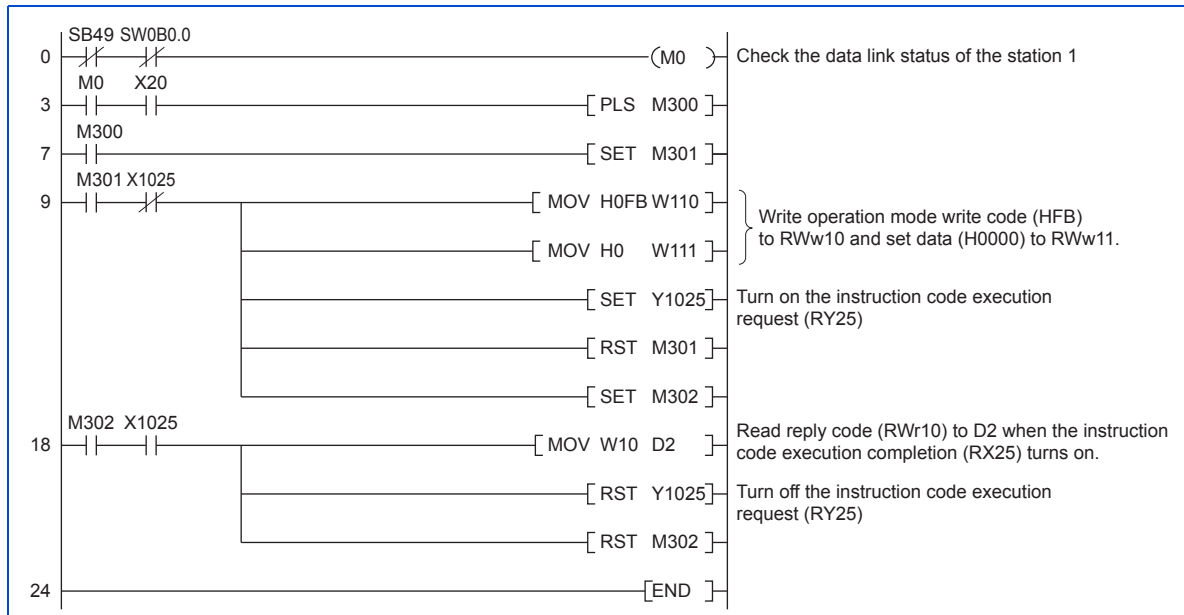 SB49 SW0B0.0
0 (M0 ) Check the data link status of the station 1
M0 X20
3 [ PLS M300 ]
M300
7 [ SET M301 ]
M301 X1025
9 [ MOV H0FB W110 ]
Write operation mode write code (HFB)
to RWw10 and set data (H0000) to RWw11.
[ MOV H0 W111 ]
[ SET Y1025 ] Turn on the instruction code execution
request (RY25)
[ RST M301 ]
[ SET M302 ]
M302 X1025
18 [ MOV W10 D2 ] Read reply code (RWr10) to D2 when the instruction
code execution completion (RX25) turns on.
[ RST Y1025 ] Turn off the instruction code execution
request (RY25)
[ RST M302 ]
24 [END ]